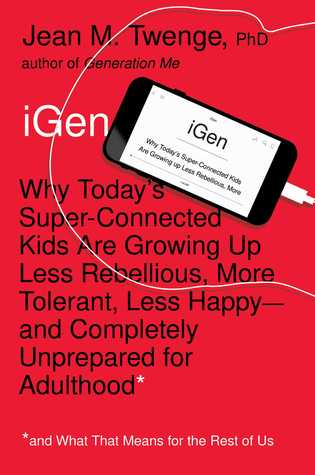 Jean M. Twenge, PhD
author of Generation Me
iGen
iGen
Why Today's Super-Connected Kids
Are Growing up Less Rebellious, More
Why Today's
Super-Connected
Kids Are Growing Up
Less Rebellious, More
Tolerant, Less Happy—
and Completely
Unprepared for
Adulthood*
*and What That Means for the Rest of Us